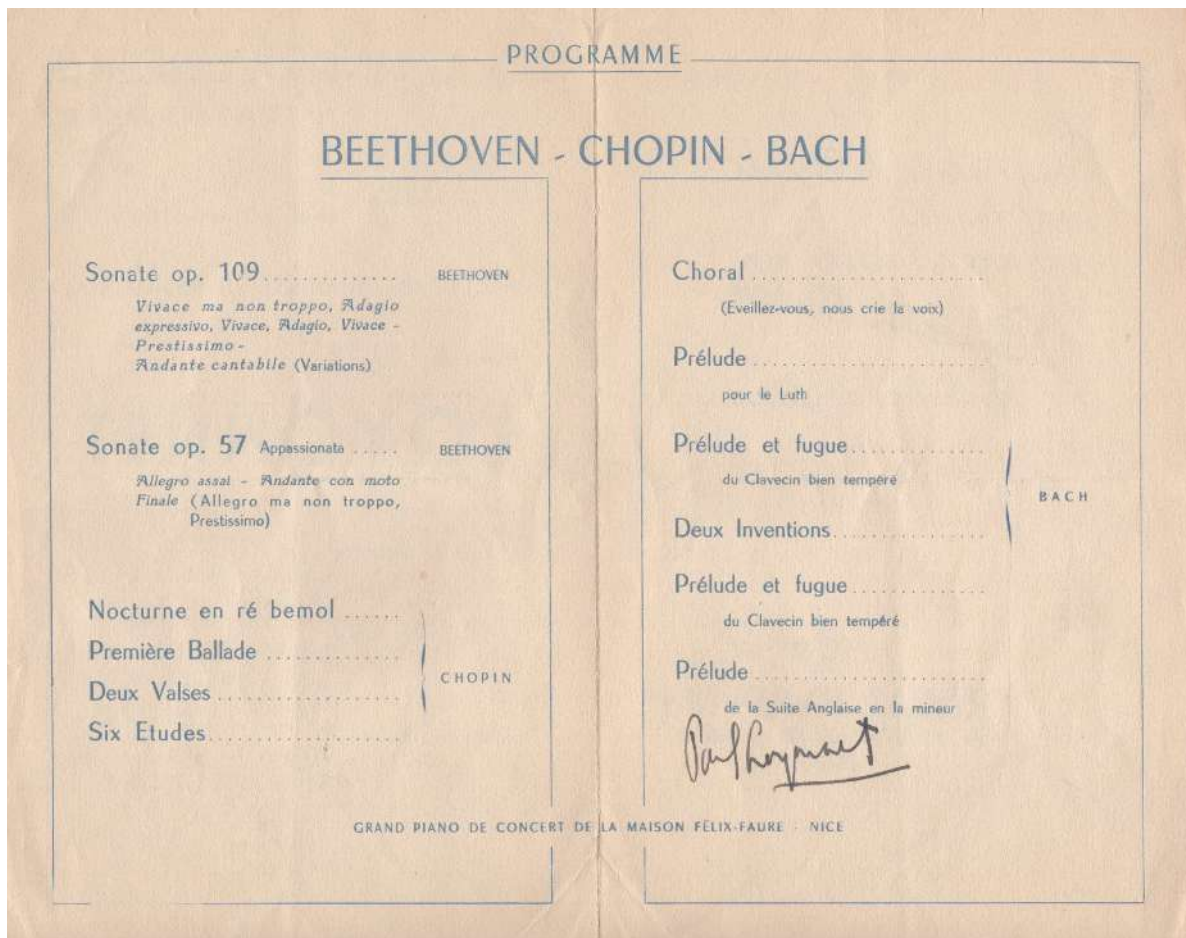 PROGRAMME
BEETHOVEN - CHOPIN - BACH
Sonate op. 109.............. BEETHOVEN
Vivace ma non troppo, Adagio
expressivo, Vivace, Adagio, Vivace -
Prestissimo -
Andante cantabile (Variations)
Sonate op. 57 Appassionata ..... BEETHOVEN
Allegro assai - Andante con moto
Finale (Allegro ma non troppo,
Prestissimo)
Nocturne en ré bemol ......
Première Ballade ..............
Deux Valses ...................
Six Etudes....................
CHOPIN
Choral ........................
(Eveillez-vous, nous crie la voix)
Prélude ........................
pour le Luth
Prélude et fugue..............
du Clavecin bien tempéré
Deux Inventions................
Prélude et fugue..............
du Clavecin bien tempéré
Prélude ........................
de la Suite Anglaise en la mineur
BACH
Paul Loyonnet
GRAND PIANO DE CONCERT DE LA MAISON FÉLIX-FAURE - NICE